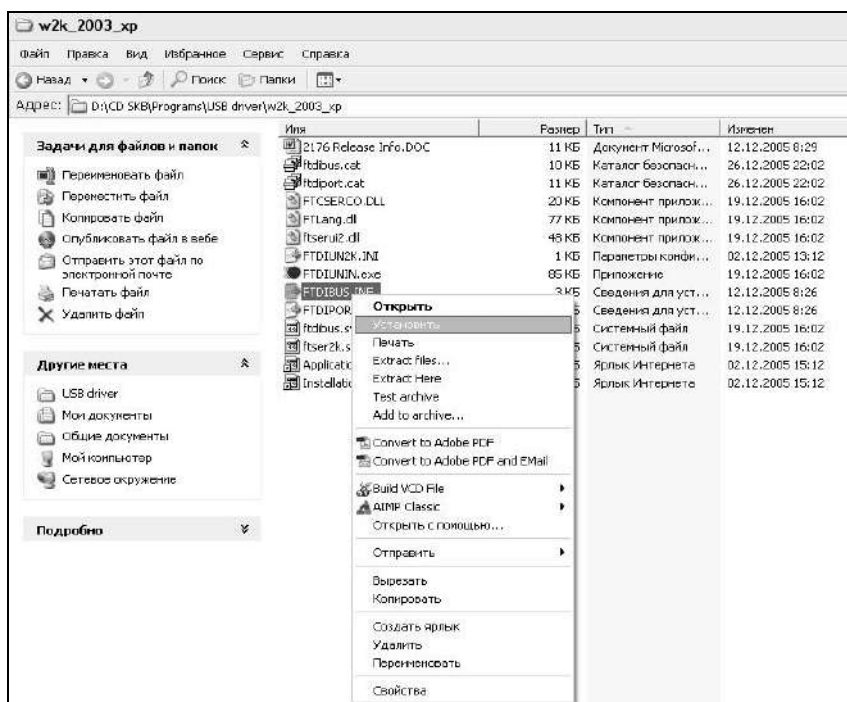 w2k_2003_xp
Файл Правка Вид Избранное Сервис Справка
Назад Поиск Папки
Адрес: D:\CD SKB\Programs\USB driver\w2k_2003_xp
Задачи для файлов и папок
Переименовать файл
Переместить файл
Копировать файл
Опубликовать файл в вебе
Отправить этот файл по
электронной почте
Печатать файл
Удалить файл
Другие места
USB driver
Мои документы
Общие документы
Мой компьютер
Сетевое окружение
Подробно
Имя Размер Тип Изменен
2176 Release Info.DOC 11 КБ Документ Microsof... 12.12.2005 8:29
ftdibus.cat 10 КБ Каталог безопасн... 26.12.2005 22:02
ftdiport.cat 11 КБ Каталог безопасн... 26.12.2005 22:02
FTCSERCO.DLL 20 КБ Компонент прилож... 19.12.2005 16:02
FTLang.dll 77 КБ Компонент прилож... 19.12.2005 16:02
ftserui2.dll 48 КБ Компонент прилож... 19.12.2005 16:02
FTDIUN2K.INI 1 КБ Параметры конфи... 02.12.2005 13:12
FTDIUNIN.exe 85 КБ Приложение 19.12.2005 16:02
FTDIBUS.INF 3 КБ Сведения для уст... 12.12.2005 8:26
FTDIPOR Б Сведения для уст... 12.12.2005 8:26
ftdibus.sy Б Системный файл 19.12.2005 16:02
ftser2k.s Б Системный файл 19.12.2005 16:02
Applicatic Б Ярлык Интернета 02.12.2005 15:12
Installatic Б Ярлык Интернета 02.12.2005 15:12
Открыть
Установить
Печать
Extract files...
Extract Here
Test archive
Add to archive...
Convert to Adobe PDF
Convert to Adobe PDF and EMail
Build VCD File
AIMP Classic
Открыть с помощью...
Отправить
Вырезать
Копировать
Создать ярлык
Удалить
Переименовать
Свойства